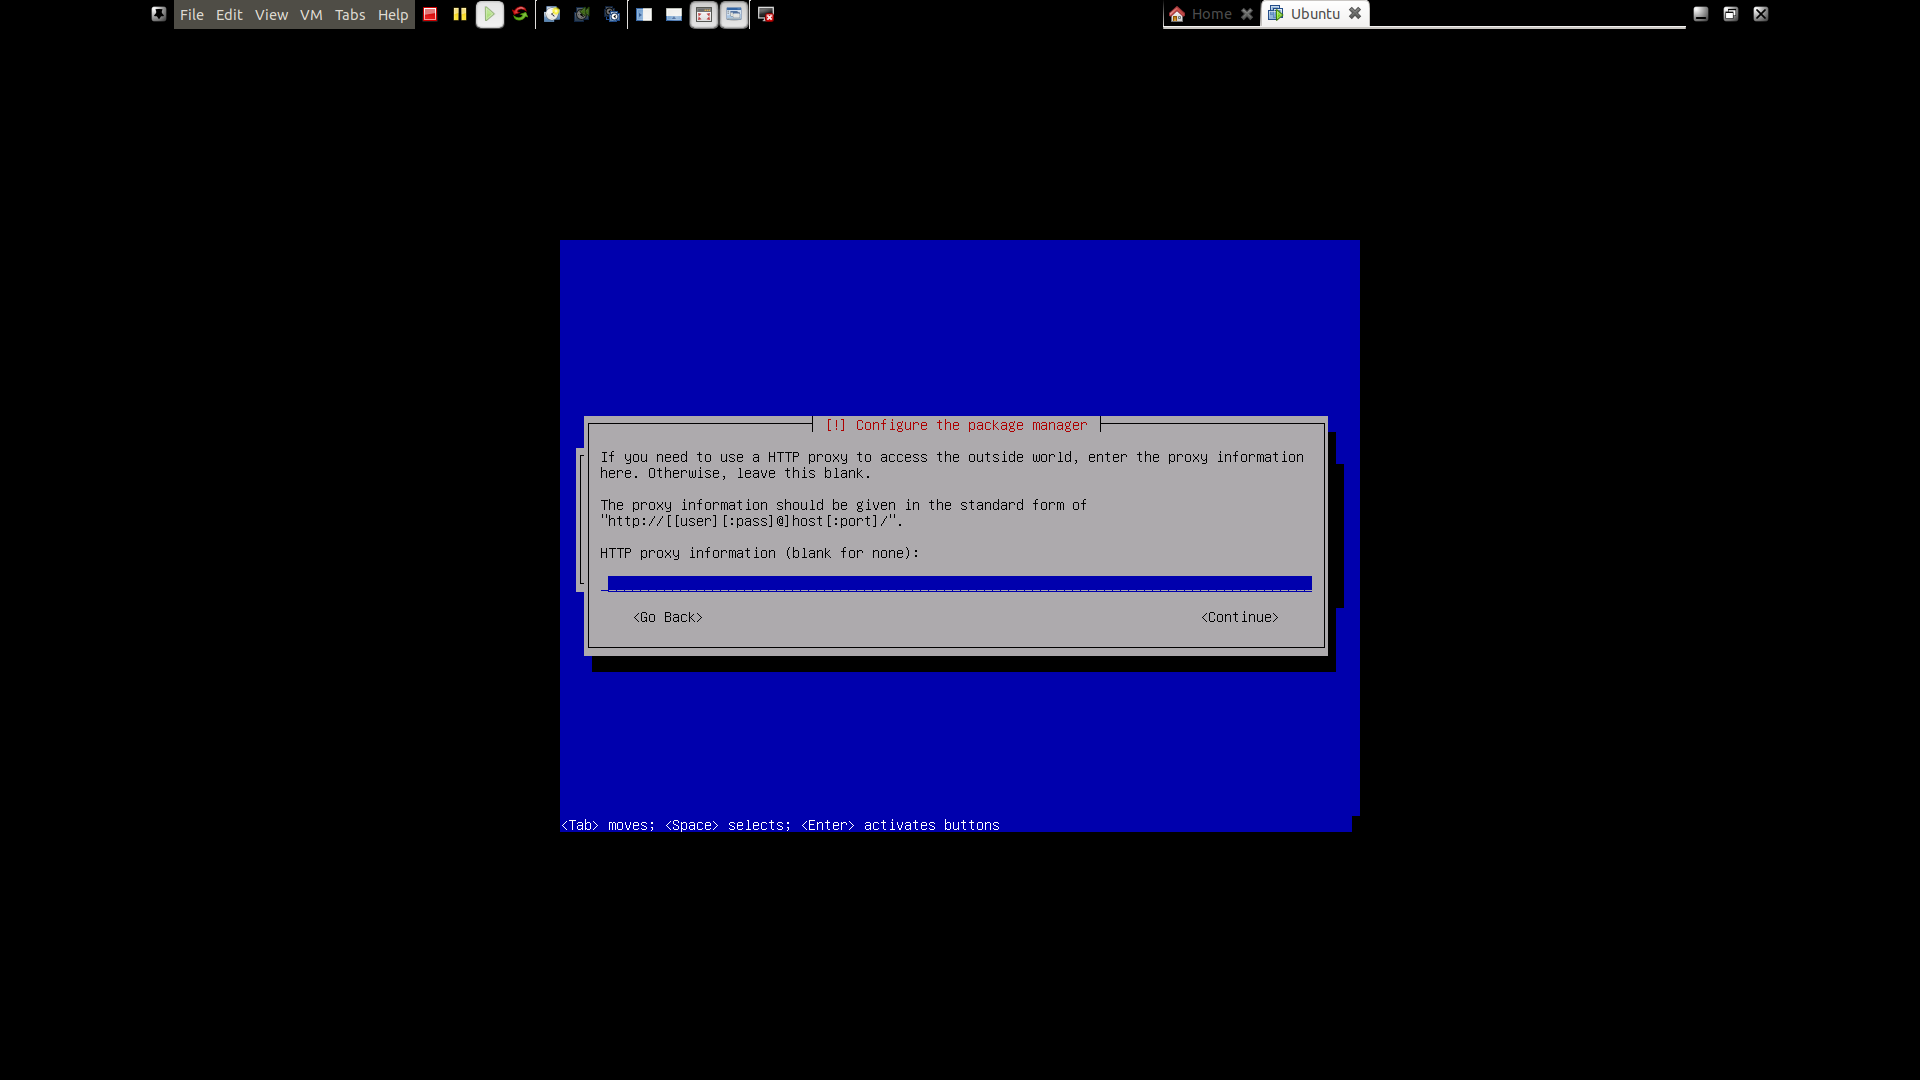 File Edit View VM Tabs Help
Home Ubuntu
[!] Configure the package manager
If you need to use a HTTP proxy to access the outside world, enter the proxy information
here. Otherwise, leave this blank.
The proxy information should be given in the standard form of
"http://[[user][:pass]@]host[:port]/".
HTTP proxy information (blank for none):
<Go Back> <Continue>
<Tab> moves; <Space> selects; <Enter> activates buttons